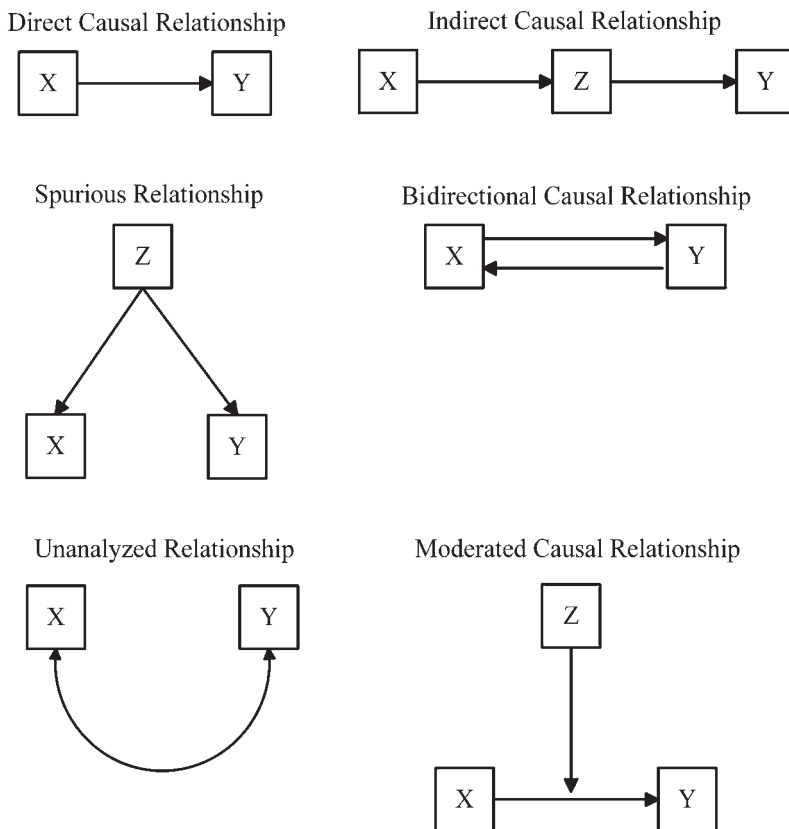 Direct Causal Relationship
X
Y
Indirect Causal Relationship
X
Z
Y
Spurious Relationship
Z
X
Y
Bidirectional Causal Relationship
X
Y
Unanalyzed Relationship
X
Y
Moderated Causal Relationship
Z
X
Y